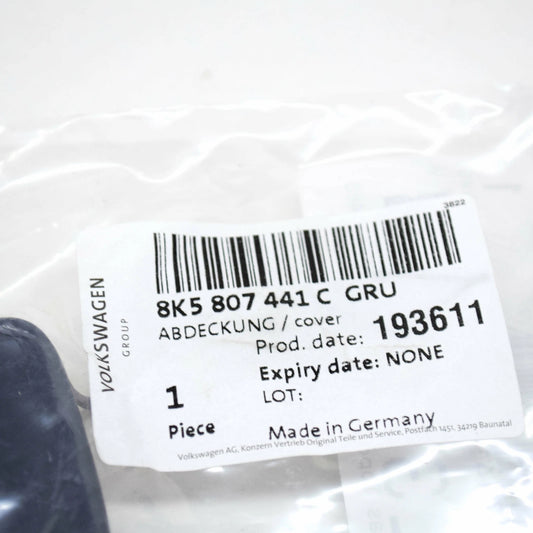 3822
8K5 807 441 C GRU
ABDECKUNG / cover
Prod. date: 193611
Expiry date: NONE
LOT:
1
Piece
Made in Germany
Volkswagen AG, Konzern Vertrieb Original Teile und Service, Postfach 1451, 34219 Baunatal
VOLKSWAGEN
GROUP